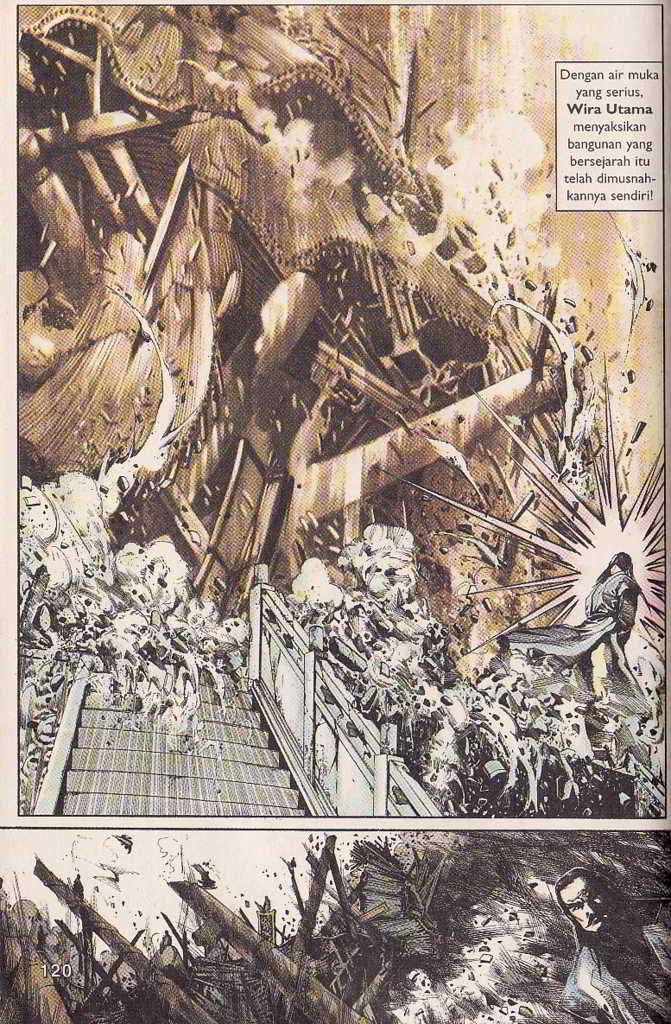 Dengan air muka
yang serius,
Wira Utama
menyaksikan
bangunan yang
bersejarah itu
telah dimusnah-
kannya sendiri!
120